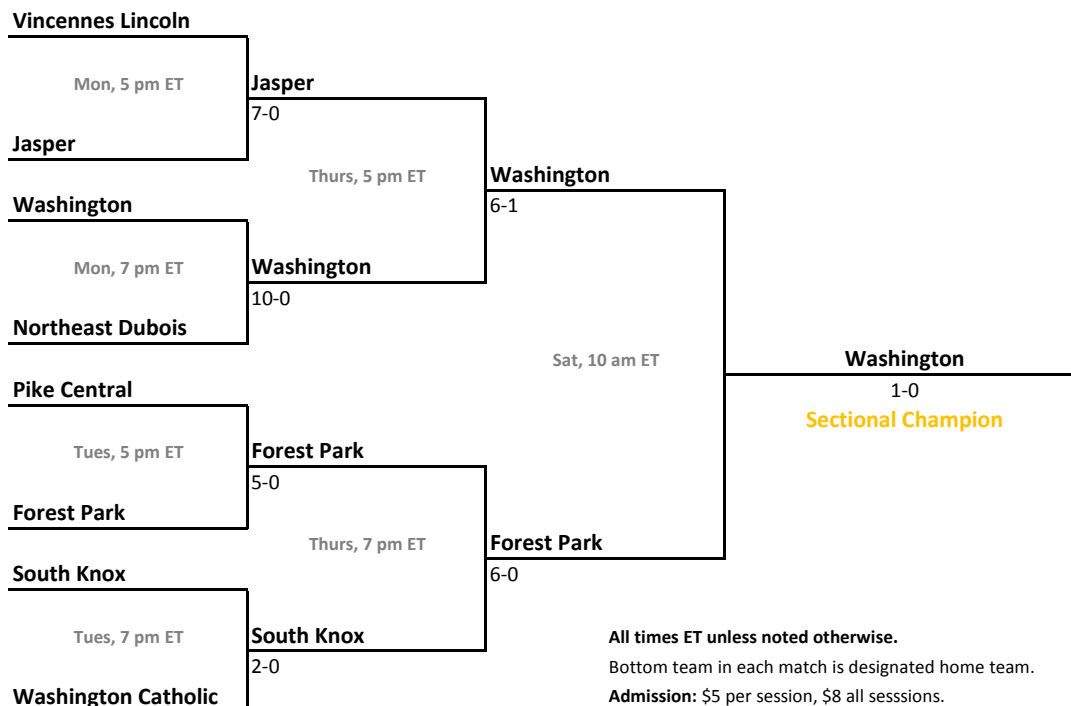 Vincennes Lincoln
Mon, 5 pm ET
Jasper
7-0
Jasper
Thurs, 5 pm ET
Washington
6-1
Washington
Mon, 7 pm ET
Washington
10-0
Northeast Dubois
Sat, 10 am ET
Washington
1-0
Sectional Champion
Pike Central
Tues, 5 pm ET
Forest Park
5-0
Forest Park
Thurs, 7 pm ET
Forest Park
6-0
South Knox
Tues, 7 pm ET
South Knox
2-0
Washington Catholic
All times ET unless noted otherwise.
Bottom team in each match is designated home team.
Admission: $5 per session, $8 all sesssions.